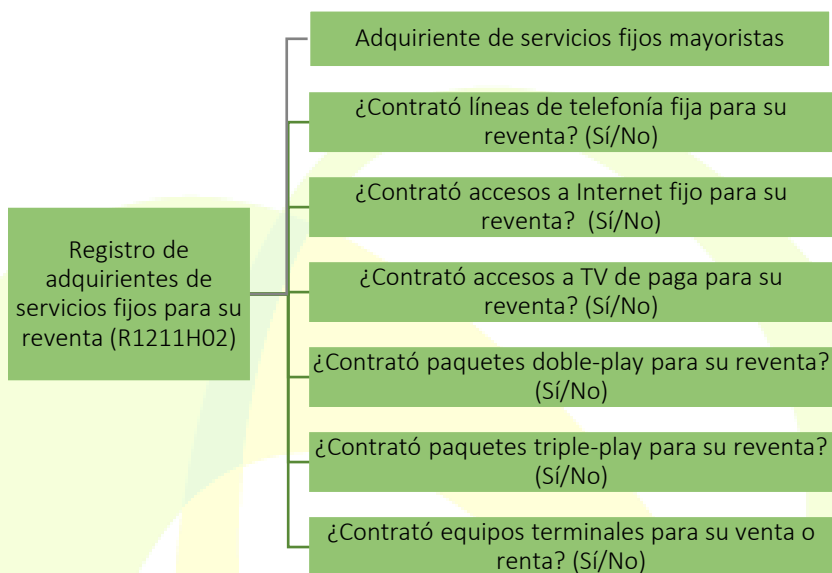 Registro de
adquirientes de
servicios fijos para su
reventa (R1211H02)
Adquiriente de servicios fijos mayoristas
¿Contrató líneas de telefonía fija para su
reventa? (Sí/No)
¿Contrató accesos a Internet fijo para su
reventa? (Sí/No)
¿Contrató accesos a TV de paga para su
reventa? (Sí/No)
¿Contrató paquetes doble-play para su reventa?
(Sí/No)
¿Contrató paquetes triple-play para su reventa?
(Sí/No)
¿Contrató equipos terminales para su venta o
renta? (Sí/No)